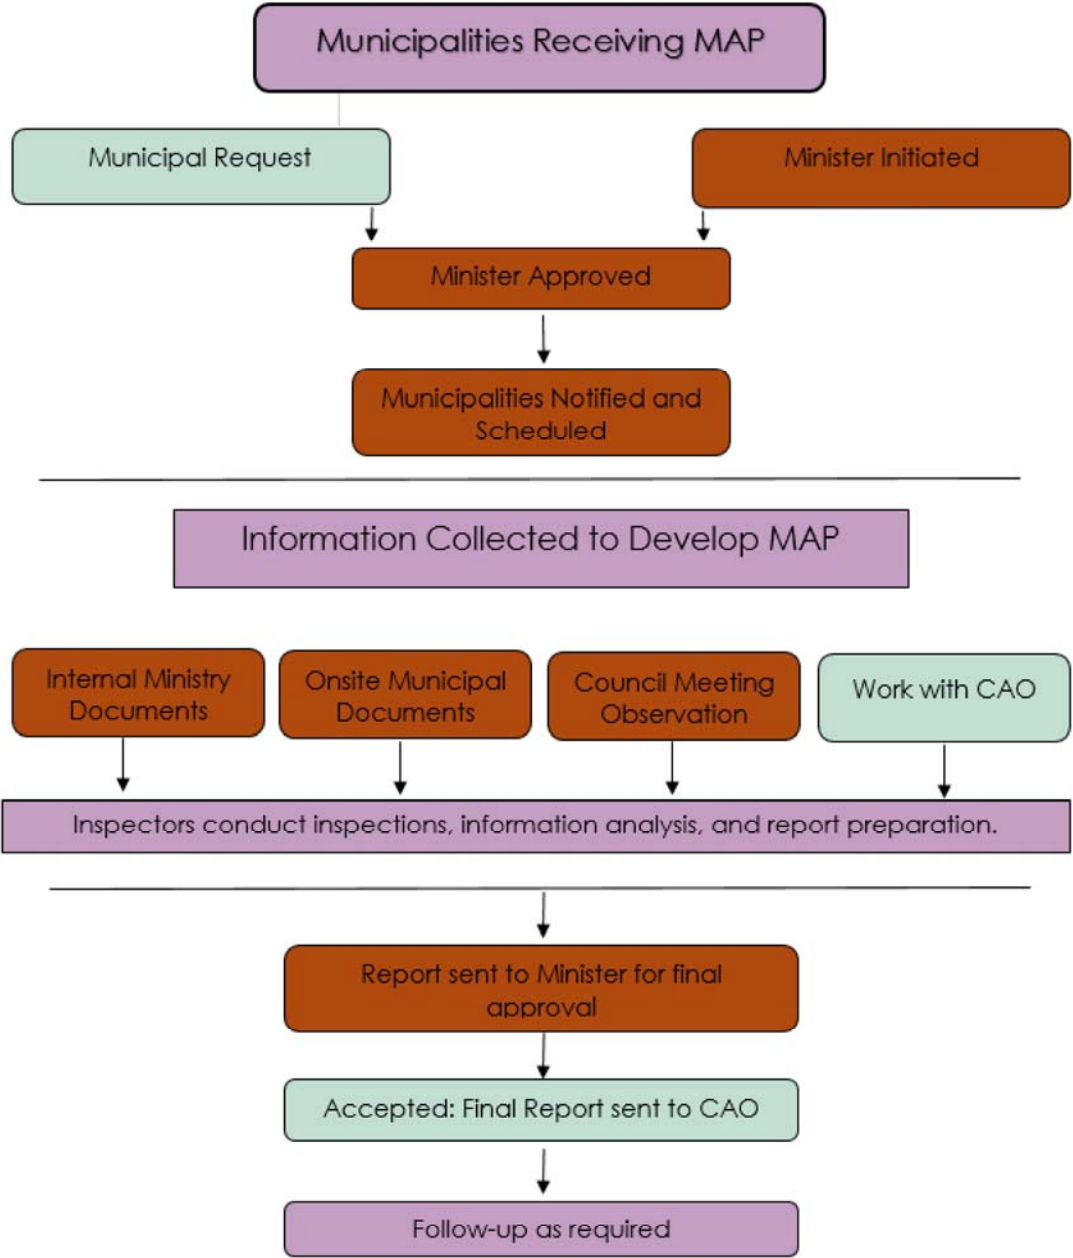 Municipalities Receiving MAP
Municipal Request
Minister Initiated
Minister Approved
Municipalities Notified and
Scheduled
Information Collected to Develop MAP
Internal Ministry
Documents
Onsite Municipal
Documents
Council Meeting
Observation
Work with CAO
Inspectors conduct inspections, information analysis, and report preparation.
Report sent to Minister for final
approval
Accepted: Final Report sent to CAO
Follow-up as required